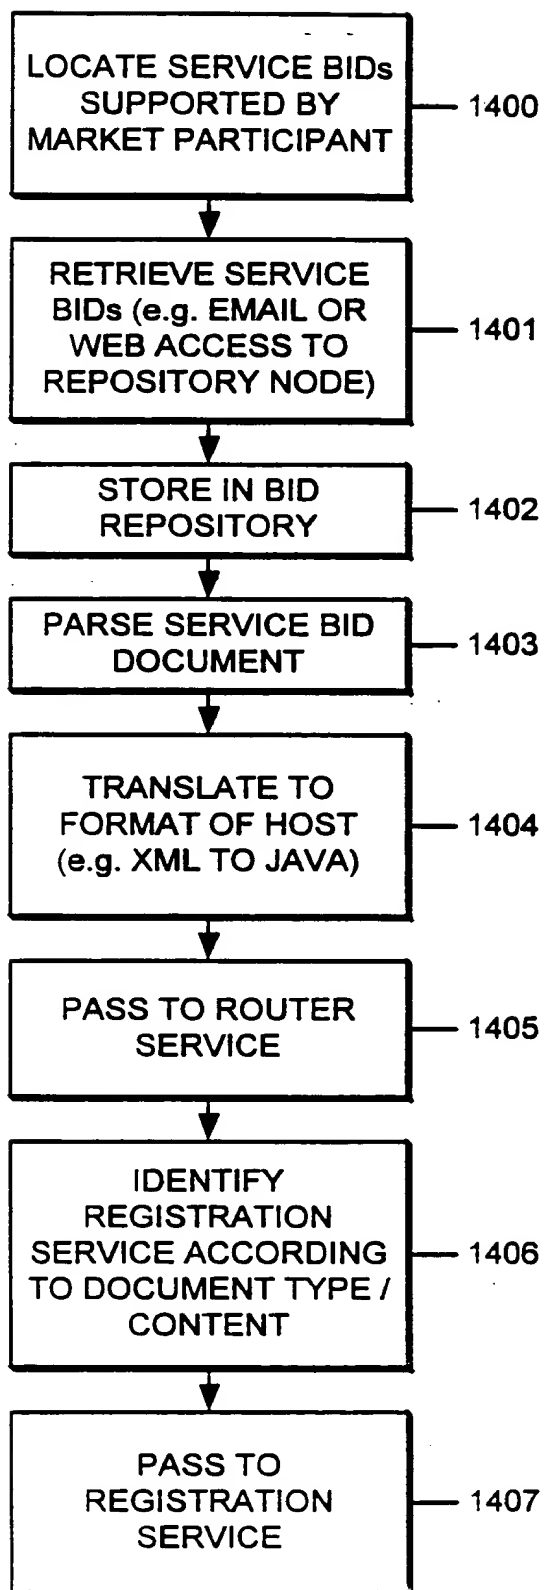 LOCATE SERVICE BIDs
SUPPORTED BY
MARKET PARTICIPANT
1400
RETRIEVE SERVICE
BIDs (e.g. EMAIL OR
WEB ACCESS TO
REPOSITORY NODE)
1401
STORE IN BID
REPOSITORY
1402
PARSE SERVICE BID
DOCUMENT
1403
TRANSLATE TO
FORMAT OF HOST
(e.g. XML TO JAVA)
1404
PASS TO ROUTER
SERVICE
1405
IDENTIFY
REGISTRATION
SERVICE ACCORDING
TO DOCUMENT TYPE /
CONTENT
1406
PASS TO
REGISTRATION
SERVICE
1407